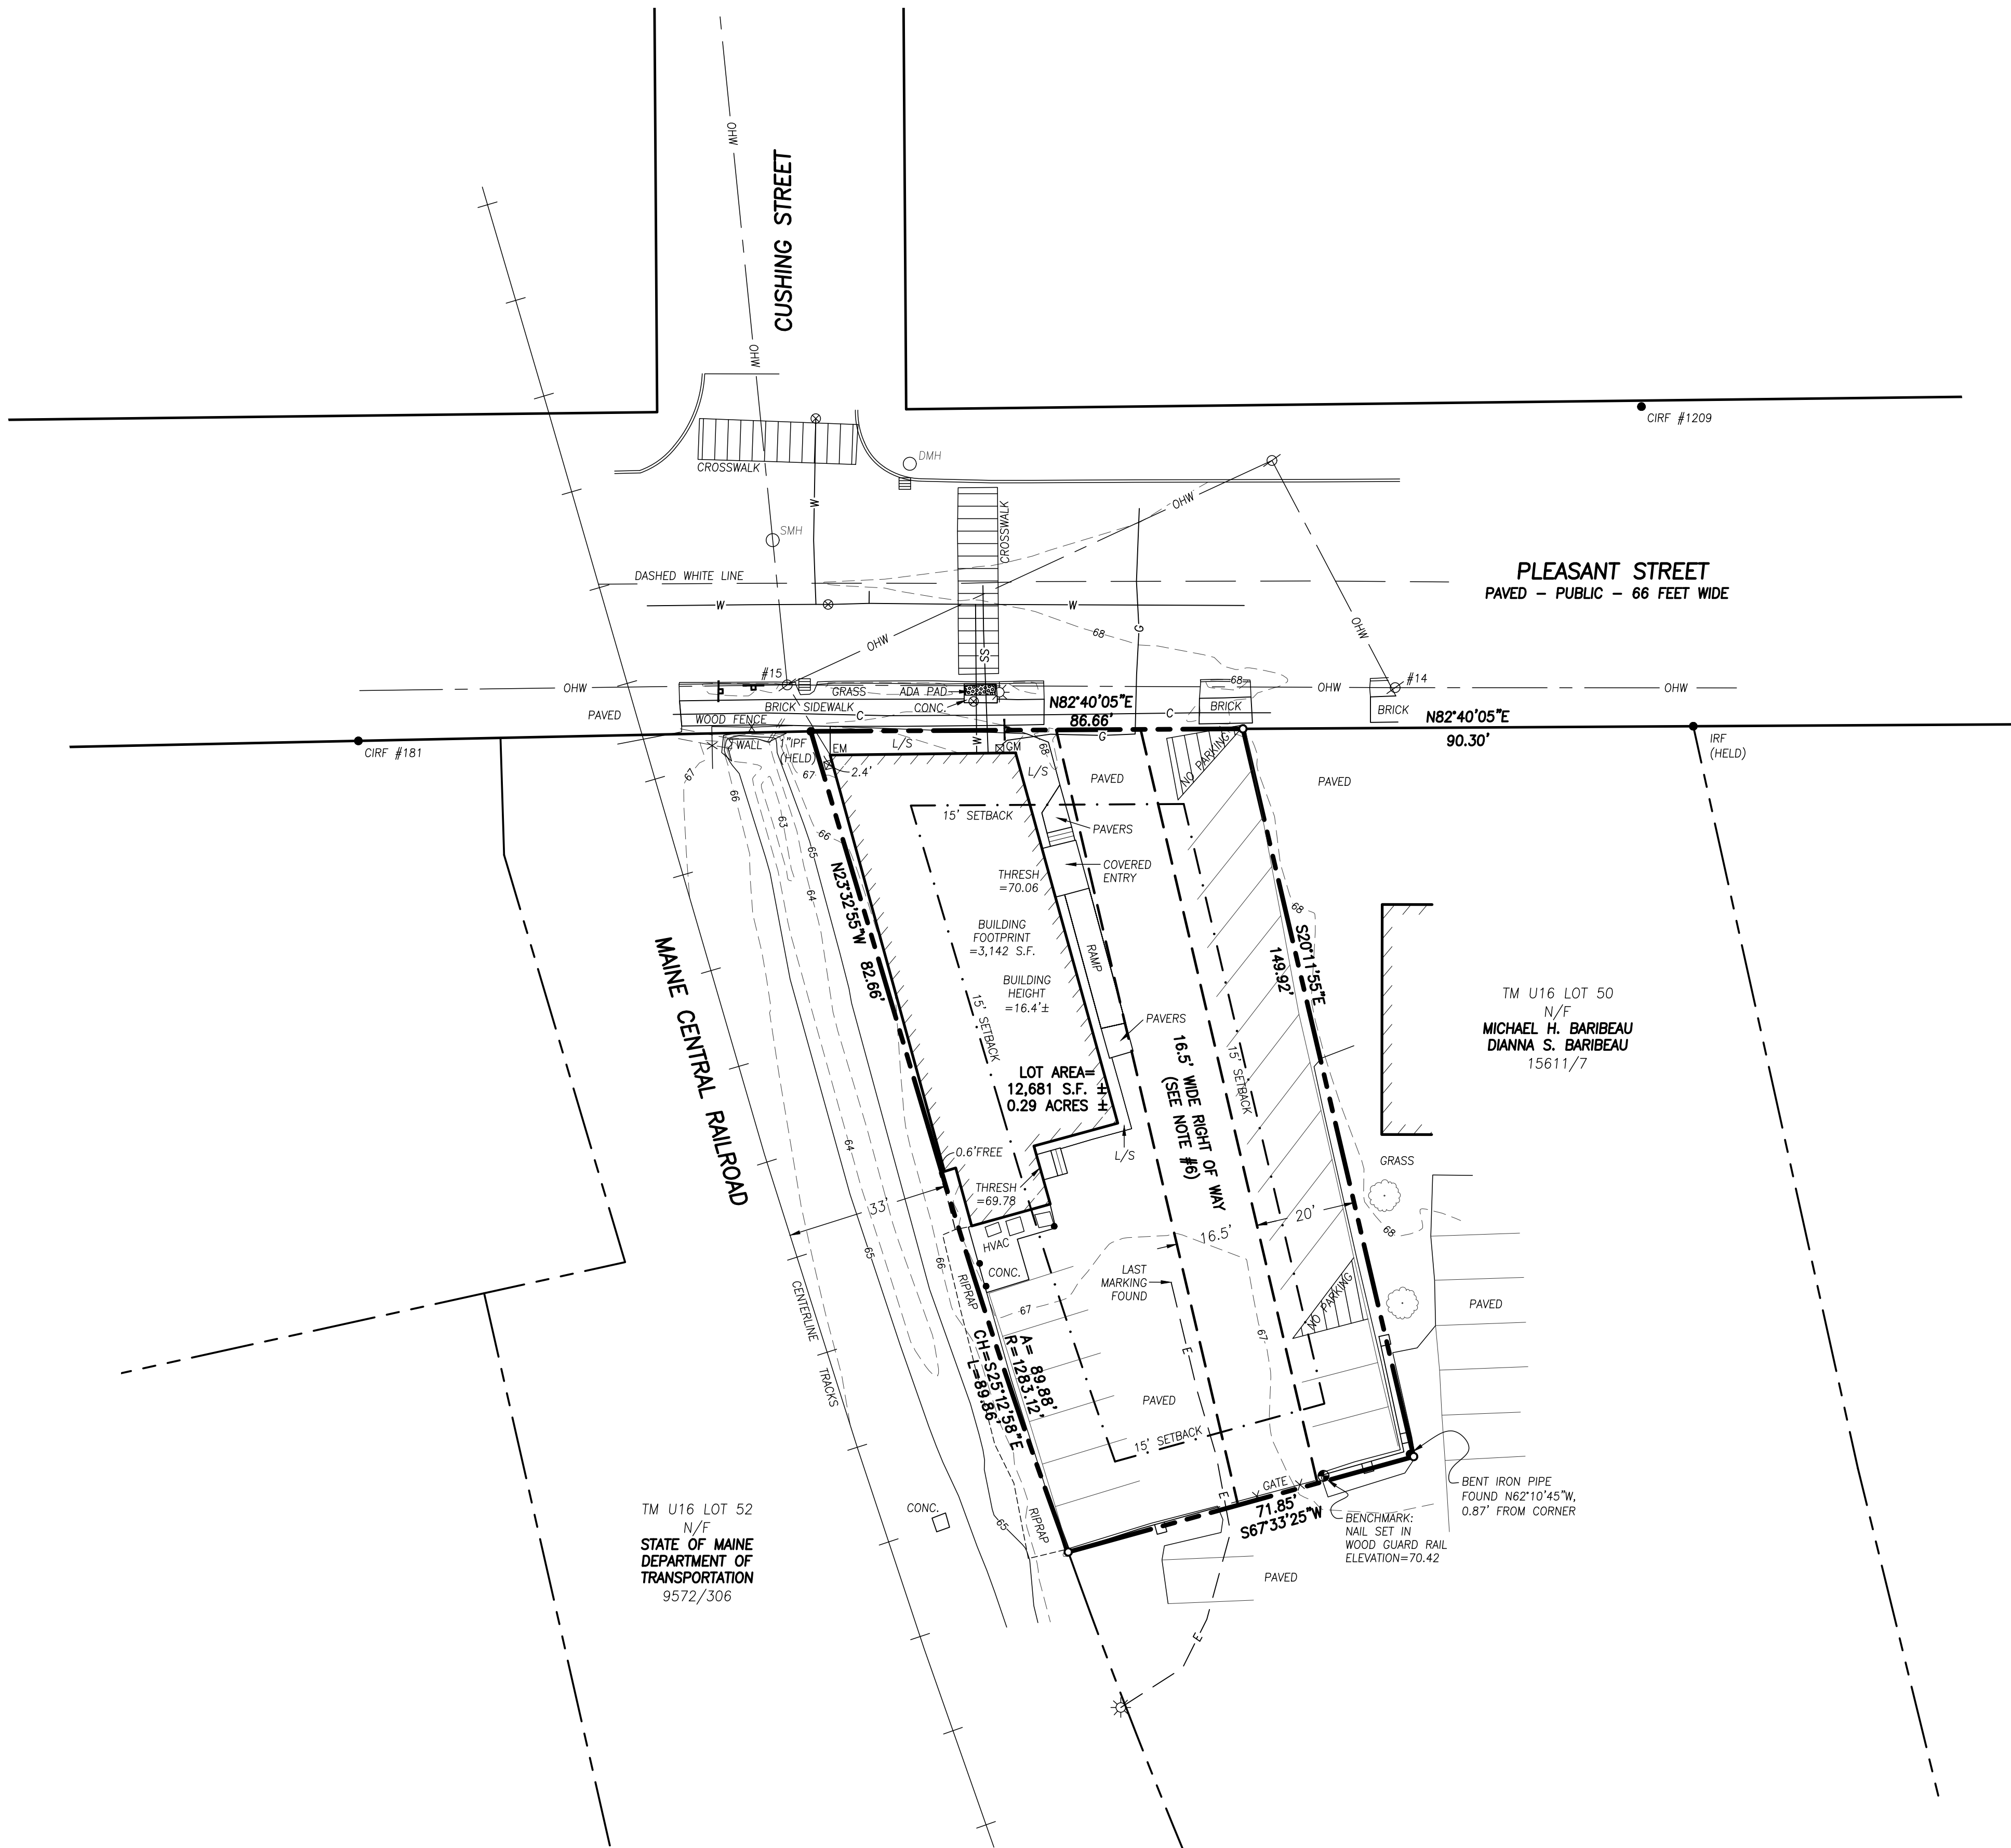 OHW
CUSHING STREET
OHW
CIRF #1209
CROSSWALK
DMH
W
OHW
CROSSWALK
SMH
DASHED WHITE LINE
PLEASANT STREET
PAVED - PUBLIC - 66 FEET WIDE
W
W
G
68
OHW
OHW
SS
#15
68
#14
OHW
GRASS
ADA PAD
OHW
OHW
N82°40'05"E
86.66'
BRICK SIDEWALK
CONC.
BRICK
BRICK
PAVED
WOOD FENCE
C
C
N82°40'05"E
90.30'
CIRF #181
WALL
1"IPF
(HELD)
EM
L/S
W
GM
G
IRF
(HELD)
67
67
2.4'
68
L/S
PAVED
NO PARKING
PAVED
66
63
66
65
64
15' SETBACK
PAVERS
COVERED
ENTRY
THRESH
=70.06
N23°32'55"W 82.66'
BUILDING
FOOTPRINT
=3,142 S.F.
68
S20°11'55"E
149.92'
RAMP
BUILDING
HEIGHT
=16.4'±
MAINE CENTRAL RAILROAD
15' SETBACK
PAVERS
TM U16 LOT 50
N/F
MICHAEL H. BARIBEAU
DIANNA S. BARIBEAU
15611/7
LOT AREA=
12,681 S.F. ±
0.29 ACRES ±
16.5' WIDE RIGHT OF WAY
(SEE NOTE #6)
15' SETBACK
64
0.6'FREE
L/S
GRASS
THRESH
=69.78
33'
20'
16.5'
68
65
66
HVAC
CONC.
RIPRAP
LAST
MARKING
FOUND
67
67
NO PARKING
PAVED
CENTERLINE
TRACKS
A= 89.88'
R=1283.12'
CH=S25°12'58"E
L=89.86'
E
PAVED
15' SETBACK
GATE
71.85'
S67°33'25"W
E
BENT IRON PIPE
FOUND N62°10'45"W,
0.87' FROM CORNER
BENCHMARK:
NAIL SET IN
WOOD GUARD RAIL
ELEVATION=70.42
CONC.
65
RIPRAP
PAVED
TM U16 LOT 52
N/F
STATE OF MAINE
DEPARTMENT OF
TRANSPORTATION
9572/306
E